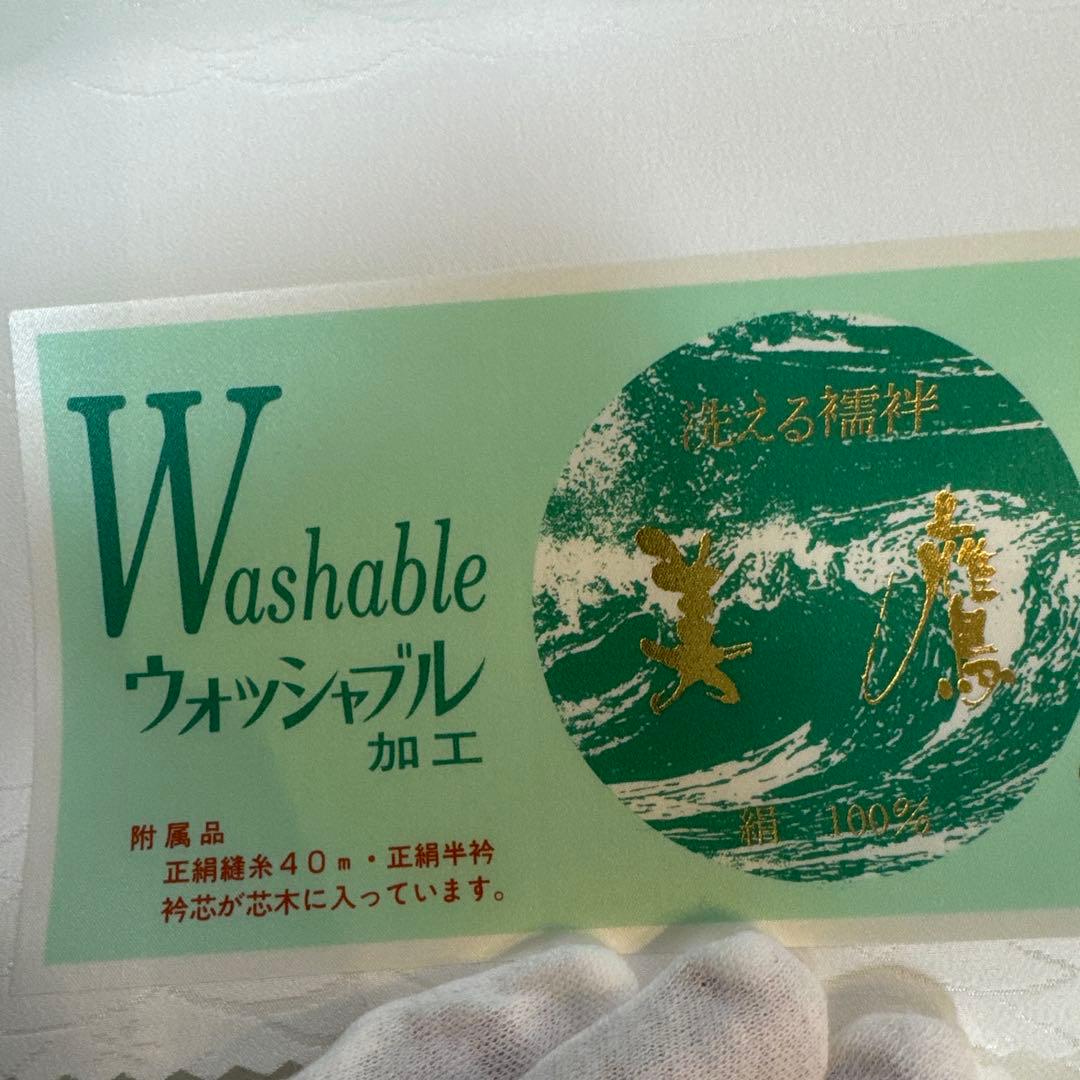 Washable
ウォッシャブル
加工
附属品
正絹縫糸40m・正絹半衿
衿芯が芯木に入っています。
洗える襦袢
美鷹
絹 100%